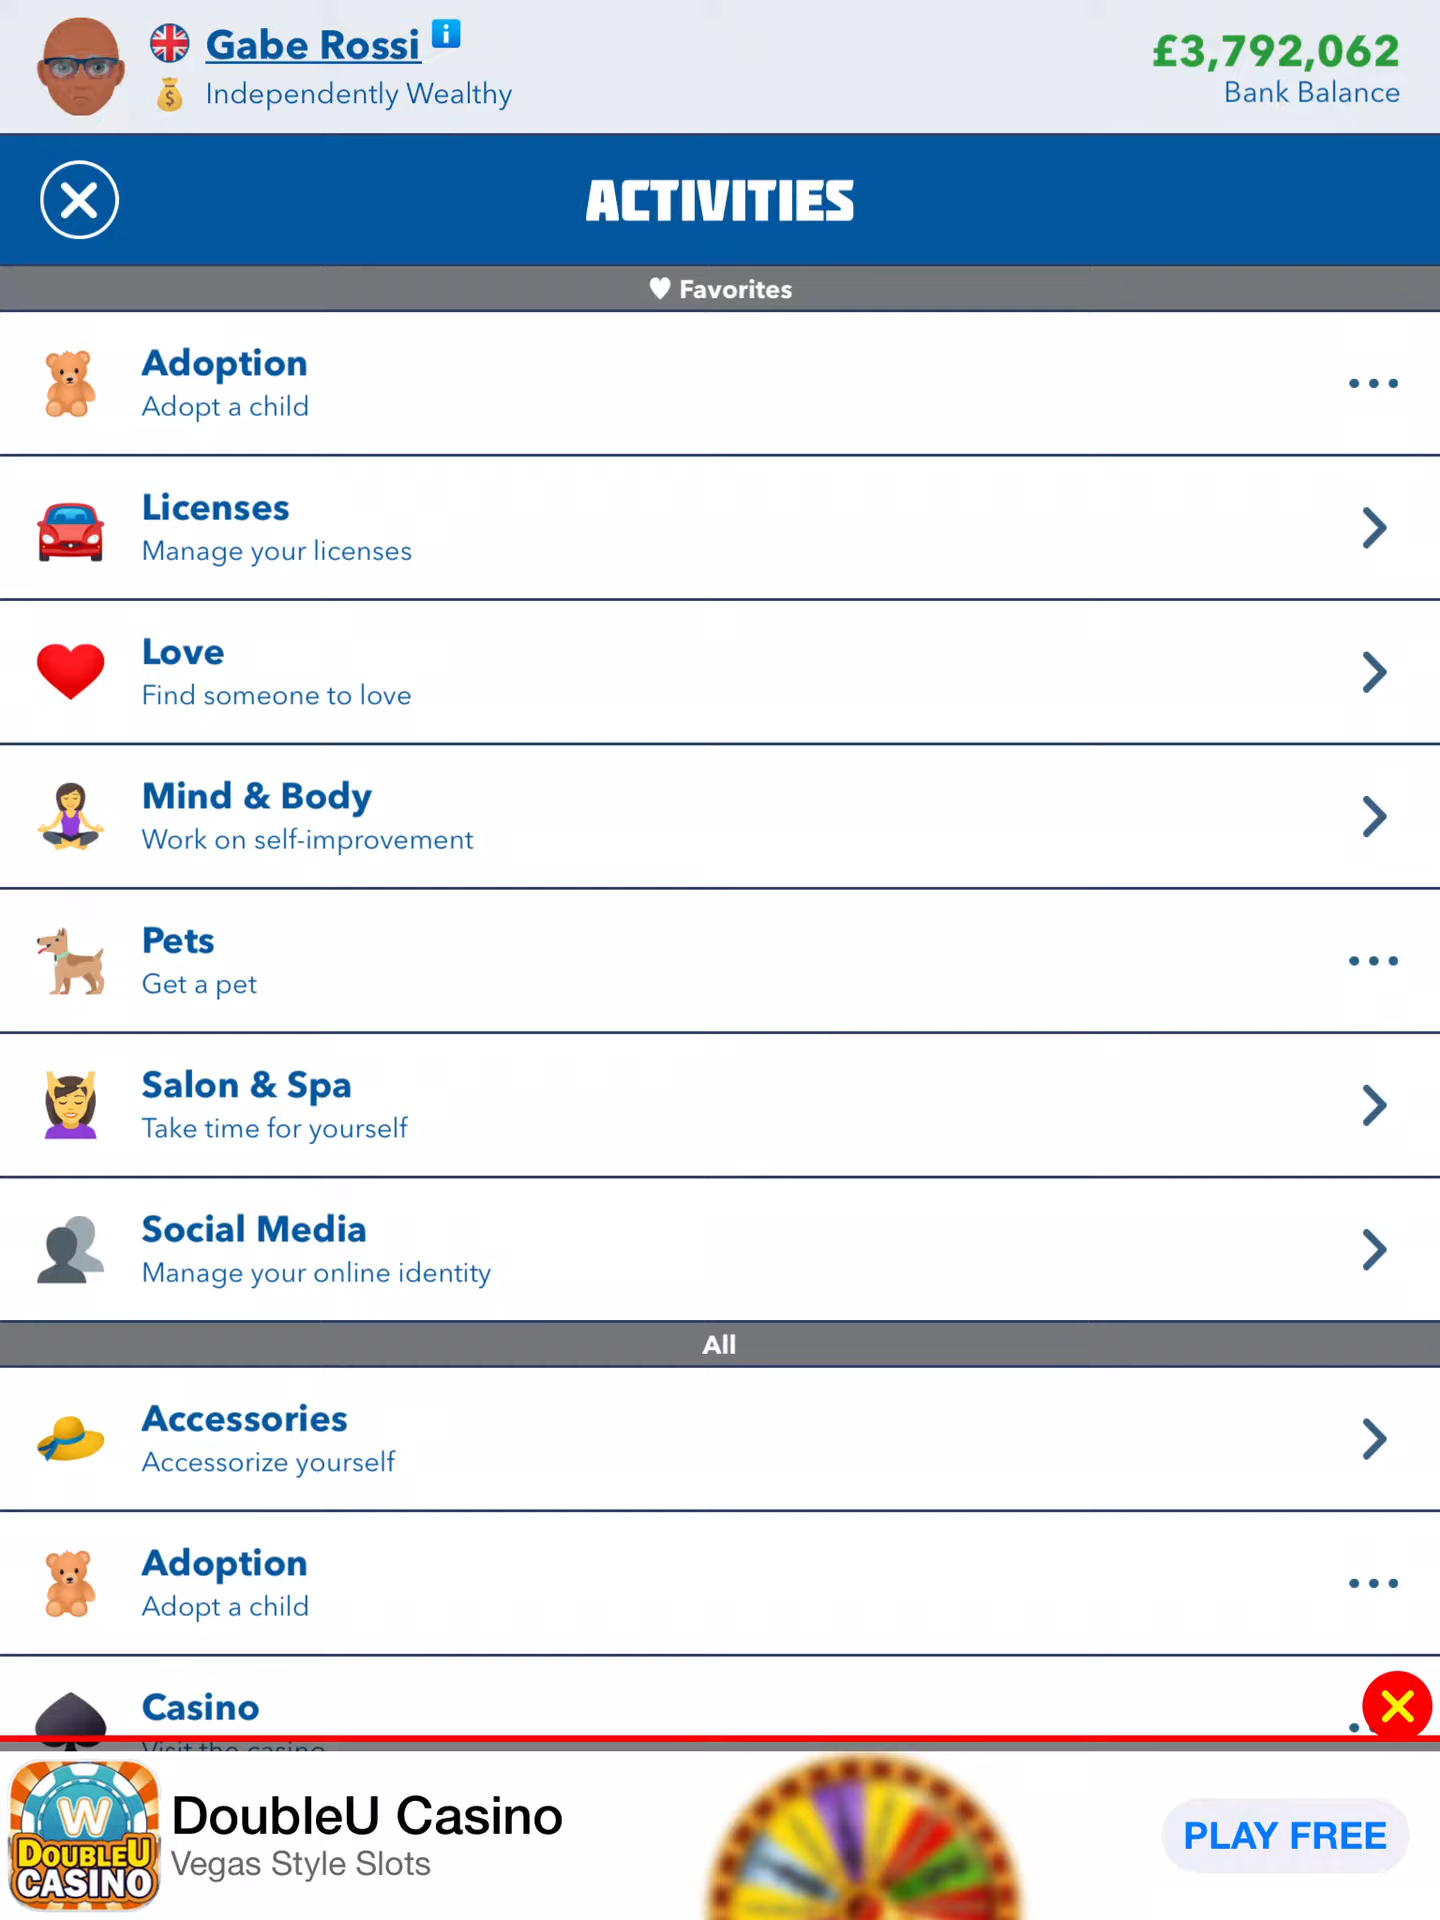 Gabe Rossi
£3,792,062
Independently Wealthy
Bank Balance
ACTIVITIES
Favorites
Adoption
Adopt a child
Licenses
Manage your licenses
Love
Find someone to love
Mind & Body
Work on self-improvement
Pets
Get a pet
Salon & Spa
Take time for yourself
Social Media
Manage your online identity
All
Accessories
Accessorize yourself
Adoption
Adopt a child
Casino
Visit the casino
W
DOUBLEU
CASINO
DoubleU Casino
Vegas Style Slots
PLAY FREE